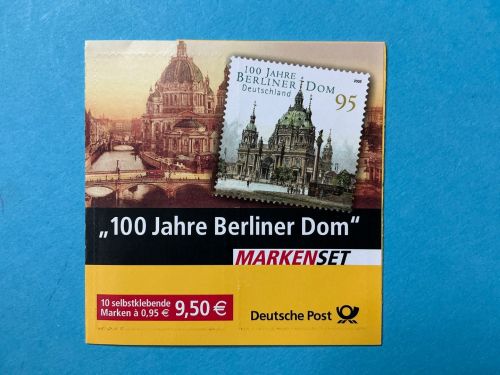 100 JAHRE
BERLINER DOM
Deutschland
95
„100 Jahre Berliner Dom“
MARKENSET
10 selbstklebende
Marken à 0,95 €
9,50 €
Deutsche Post